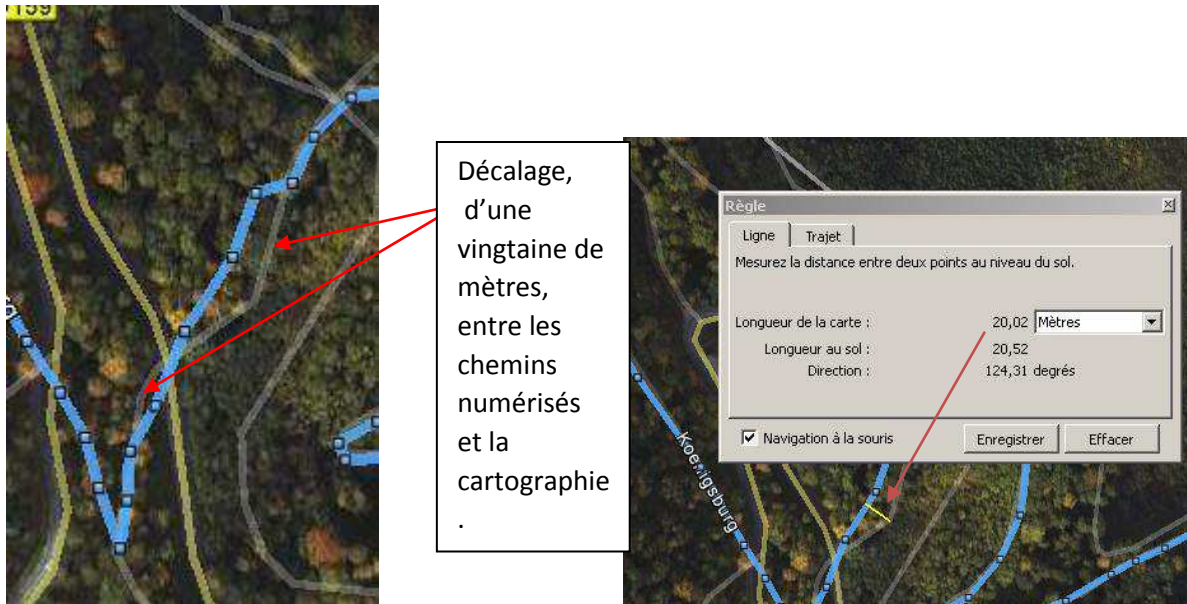 159
Décalage,
d’une
vingtaine de
mètres,
entre les
chemins
numérisés
et la
cartographie
.
Règle
Ligne Trajet
Mesurez la distance entre deux points au niveau du sol.
Longueur de la carte : 20,02 Mètres
Longueur au sol : 20,52
Direction : 124,31 degrés
Navigation à la souris Enregistrer Effacer
Koenigsburg